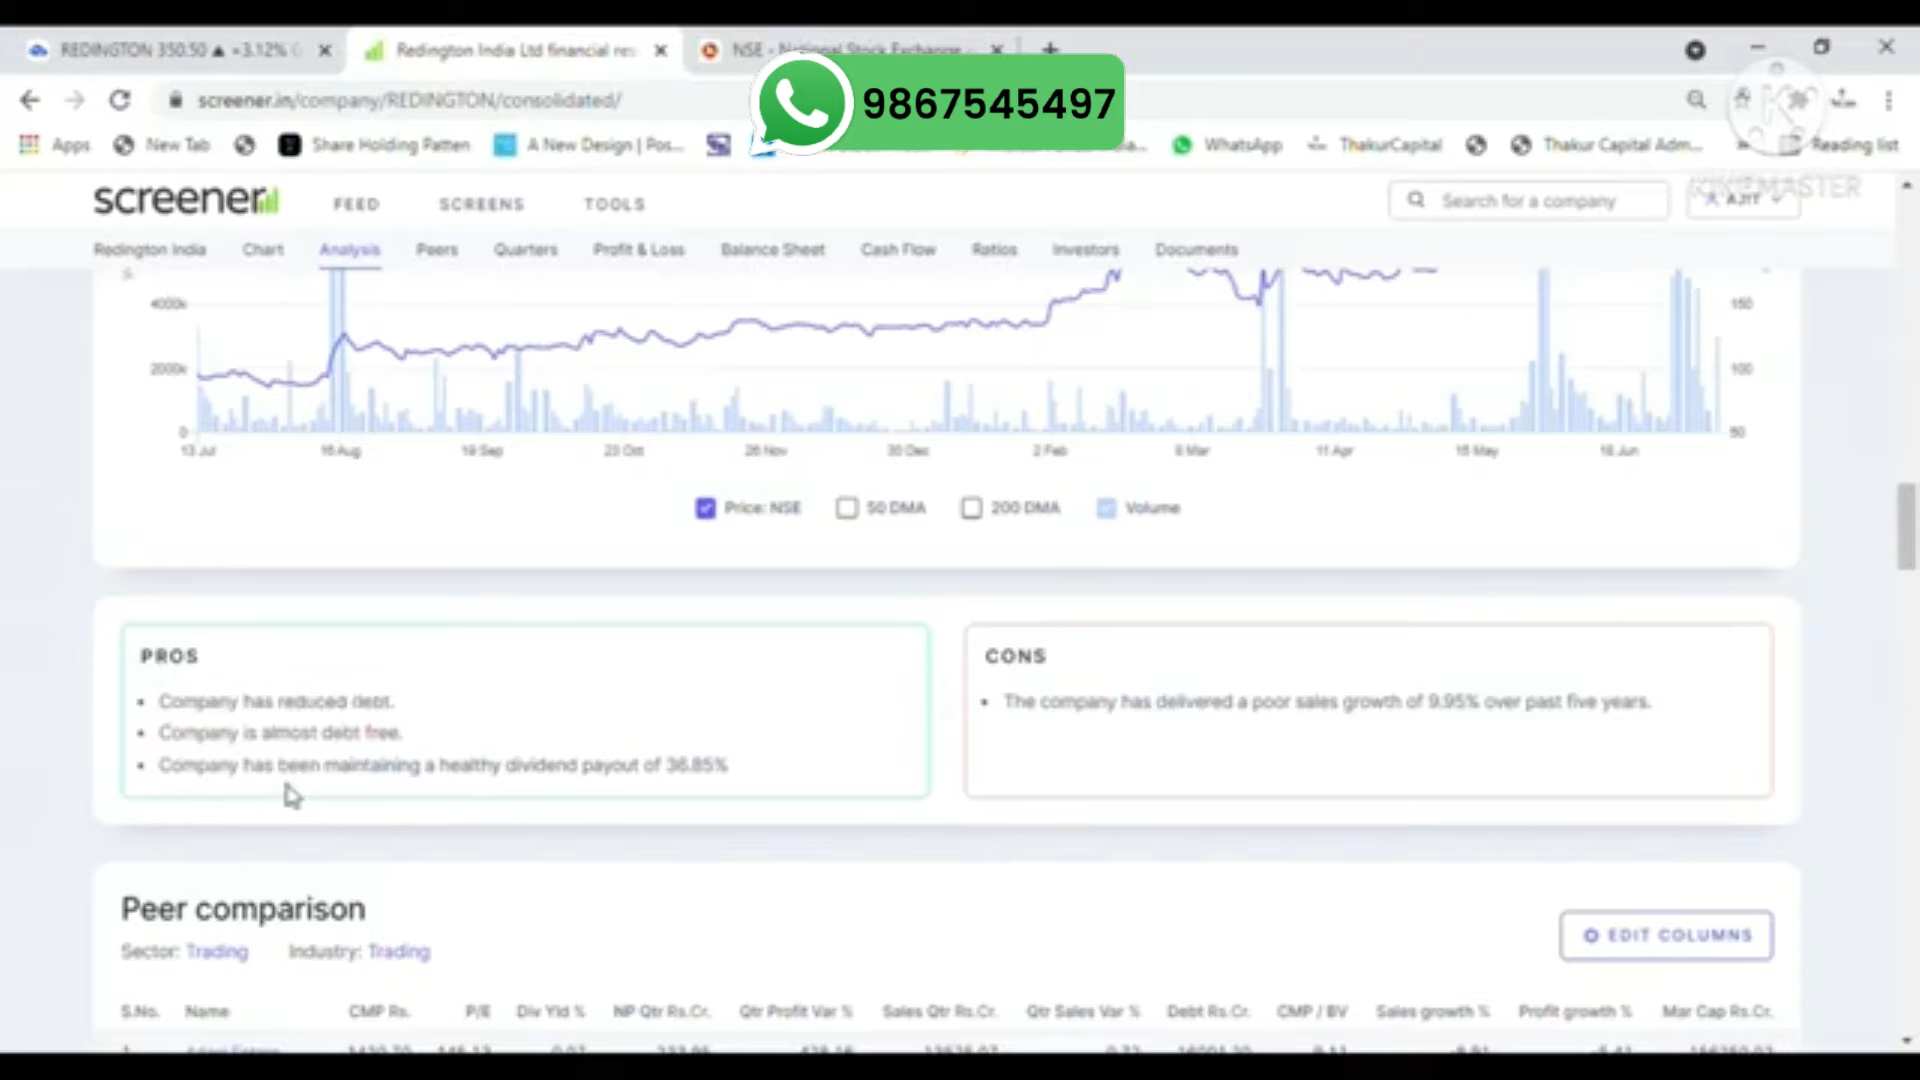 REDINGTON 350.50 ▲ +3.12%
Redington India Ltd financial res
NSE - National Stock Exchange
9867545497
screener.in/company/REDINGTON/consolidated/
Apps New Tab Share Holding Patten A New Design | Pos... WhatsApp ThakurCapital Thakur Capital Adm... Reading list
KINEMASTER
screener FEED SCREENS TOOLS Search for a company AJIT
Redington India Chart Analysis Peers Quarters Profit & Loss Balance Sheet Cash Flow Ratios Investors Documents
4000k 150
2000k 100
0 50
13 Jul 16 Aug 19 Sep 23 Oct 26 Nov 30 Dec 2 Feb 8 Mar 11 Apr 15 May 18 Jun
Price: NSE 50 DMA 200 DMA Volume
PROS
• Company has reduced debt.
• Company is almost debt free.
• Company has been maintaining a healthy dividend payout of 36.85%
CONS
• The company has delivered a poor sales growth of 9.95% over past five years.
Peer comparison
Sector: Trading Industry: Trading
EDIT COLUMNS
S.No. Name CMP Rs. P/E Div Yld % NP Qtr Rs.Cr. Qtr Profit Var % Sales Qtr Rs.Cr. Qtr Sales Var % Debt Rs.Cr. CMP / BV Sales growth % Profit growth % Mar Cap Rs.Cr.